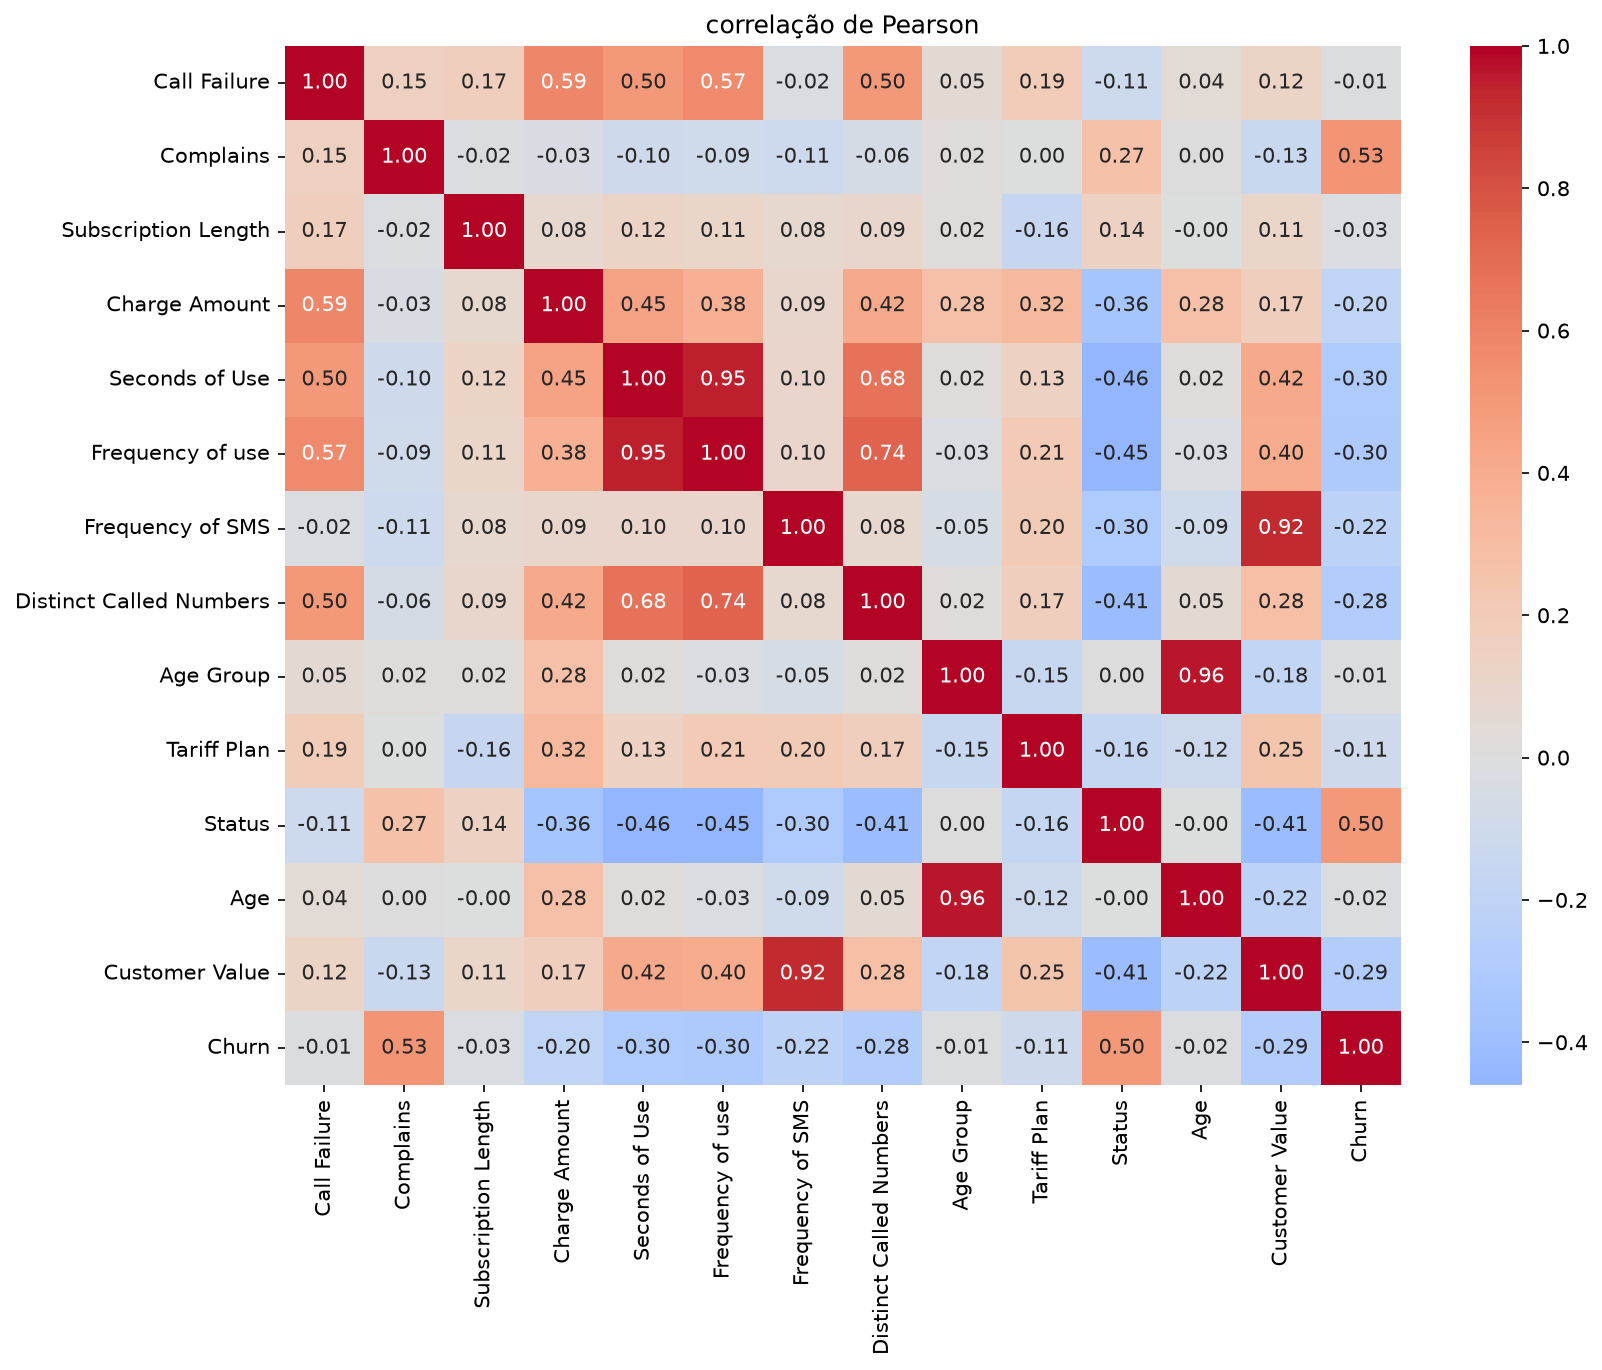 correlação de Pearson
Call Failure 1.00 0.15 0.17 0.59 0.50 0.57 -0.02 0.50 0.05 0.19 -0.11 0.04 0.12 -0.01
Complains 0.15 1.00 -0.02 -0.03 -0.10 -0.09 -0.11 -0.06 0.02 0.00 0.27 0.00 -0.13 0.53
Subscription Length 0.17 -0.02 1.00 0.08 0.12 0.11 0.08 0.09 0.02 -0.16 0.14 -0.00 0.11 -0.03
Charge Amount 0.59 -0.03 0.08 1.00 0.45 0.38 0.09 0.42 0.28 0.32 -0.36 0.28 0.17 -0.20
Seconds of Use 0.50 -0.10 0.12 0.45 1.00 0.95 0.10 0.68 0.02 0.13 -0.46 0.02 0.42 -0.30
Frequency of use 0.57 -0.09 0.11 0.38 0.95 1.00 0.10 0.74 -0.03 0.21 -0.45 -0.03 0.40 -0.30
Frequency of SMS -0.02 -0.11 0.08 0.09 0.10 0.10 1.00 0.08 -0.05 0.20 -0.30 -0.09 0.92 -0.22
Distinct Called Numbers 0.50 -0.06 0.09 0.42 0.68 0.74 0.08 1.00 0.02 0.17 -0.41 0.05 0.28 -0.28
Age Group 0.05 0.02 0.02 0.28 0.02 -0.03 -0.05 0.02 1.00 -0.15 0.00 0.96 -0.18 -0.01
Tariff Plan 0.19 0.00 -0.16 0.32 0.13 0.21 0.20 0.17 -0.15 1.00 -0.16 -0.12 0.25 -0.11
Status -0.11 0.27 0.14 -0.36 -0.46 -0.45 -0.30 -0.41 0.00 -0.16 1.00 -0.00 -0.41 0.50
Age 0.04 0.00 -0.00 0.28 0.02 -0.03 -0.09 0.05 0.96 -0.12 -0.00 1.00 -0.22 -0.02
Customer Value 0.12 -0.13 0.11 0.17 0.42 0.40 0.92 0.28 -0.18 0.25 -0.41 -0.22 1.00 -0.29
Churn -0.01 0.53 -0.03 -0.20 -0.30 -0.30 -0.22 -0.28 -0.01 -0.11 0.50 -0.02 -0.29 1.00
Call Failure
Complains
Subscription Length
Charge Amount
Seconds of Use
Frequency of use
Frequency of SMS
Distinct Called Numbers
Age Group
Tariff Plan
Status
Age
Customer Value
Churn
1.0
0.8
0.6
0.4
0.2
0.0
−0.2
−0.4